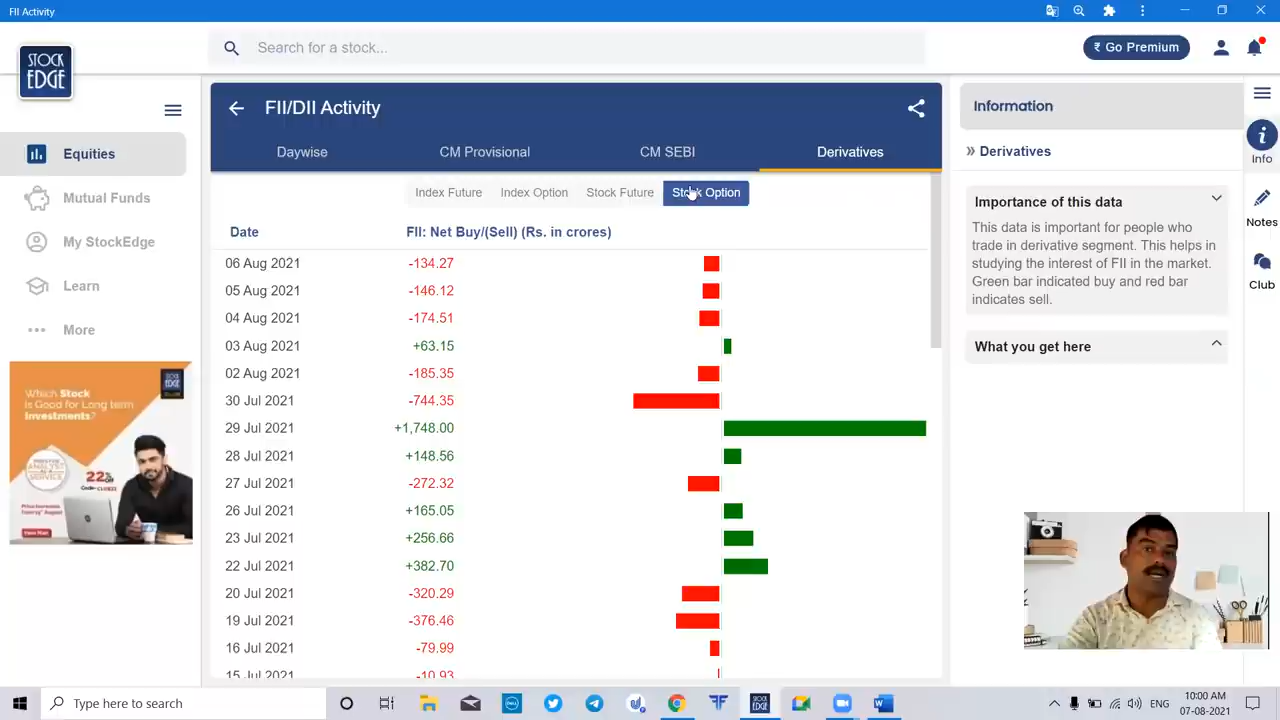 FII Activity
STOCK EDGE
Search for a stock...
₹ Go Premium
Equities
Mutual Funds
My StockEdge
Learn
More
Which Stock
is Good for Long term
Investments?
22%
FII/DII Activity
Daywise CM Provisional CM SEBI Derivatives
Index Future Index Option Stock Future Stock Option
Date FII: Net Buy/(Sell) (Rs. in crores)
06 Aug 2021 -134.27
05 Aug 2021 -146.12
04 Aug 2021 -174.51
03 Aug 2021 +63.15
02 Aug 2021 -185.35
30 Jul 2021 -744.35
29 Jul 2021 +1,748.00
28 Jul 2021 +148.56
27 Jul 2021 -272.32
26 Jul 2021 +165.05
23 Jul 2021 +256.66
22 Jul 2021 +382.70
20 Jul 2021 -320.29
19 Jul 2021 -376.46
16 Jul 2021 -79.99
15 Jul 2021 -10.93
Information
» Derivatives
Importance of this data
This data is important for people who
trade in derivative segment. This helps in
studying the interest of FII in the market.
Green bar indicated buy and red bar
indicates sell.
What you get here
Info
Notes
Club
Type here to search
ENG
10:00 AM
07-08-2021